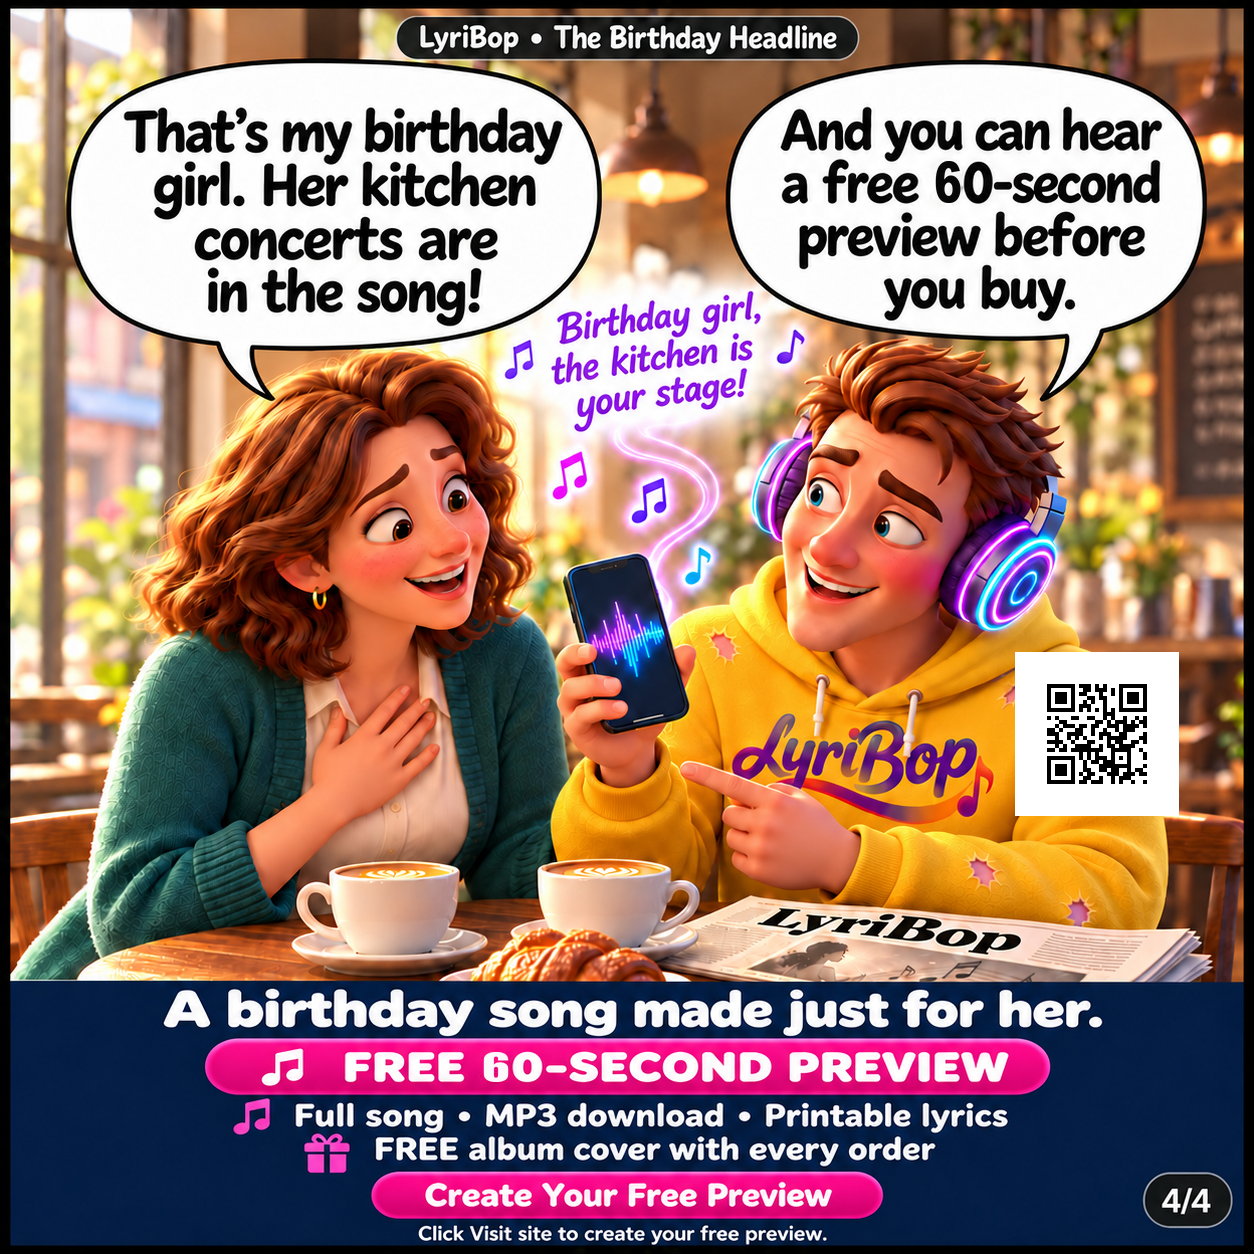 LyriBop • The Birthday Headline
That's my birthday
girl. Her kitchen
concerts are
in the song!
And you can hear
a free 60-second
preview before
you buy.
Birthday girl,
the kitchen is
your stage!
LyriBop
LyriBop
A birthday song made just for her.
FREE 60-SECOND PREVIEW
Full song • MP3 download • Printable lyrics
FREE album cover with every order
Create Your Free Preview
Click Visit site to create your free preview.
4/4